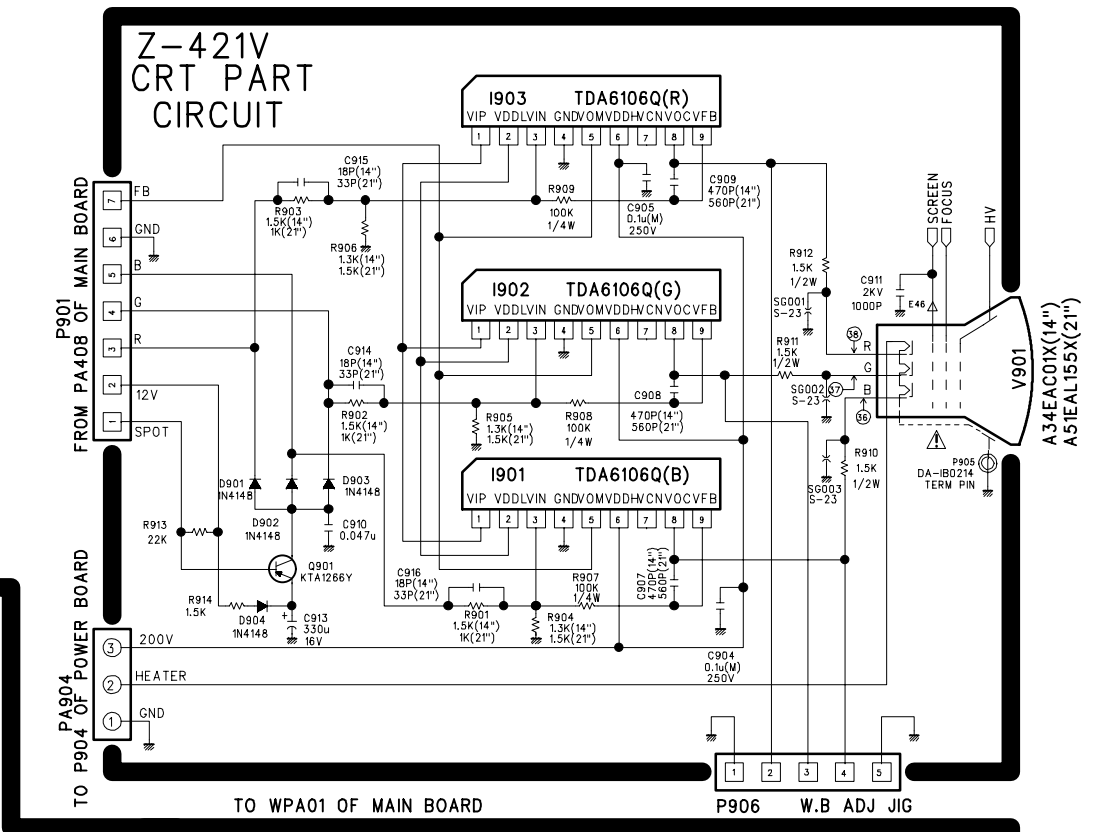 Z-421V
CRT PART
CIRCUIT
I903 TDA6106Q(R)
VIP VDDLVIN GNDVOMVDDHVCNVOCVFB
1 2 3 4 5 6 7 8 9
C915
18P(14")
33P(21")
R903
1.5K(14")
1K(21")
R906
1.3K(14")
1.5K(21")
R909
100K
1/4W
C905
0.1u(M)
250V
C909
470P(14")
560P(21")
FROM PA408 OF MAIN BOARD
P901
7 FB
6 GND
5 B
4 G
3 R
2 12V
1 SPOT
I902 TDA6106Q(G)
VIP VDDLVIN GNDVOMVDDHVCNVOCVFB
1 2 3 4 5 6 7 8 9
C914
18P(14")
33P(21")
R902
1.5K(14")
1K(21")
R905
1.3K(14")
1.5K(21")
R908
100K
1/4W
C908
470P(14")
560P(21")
R912
1.5K
1/2W
SG001
S-23
R911
1.5K
1/2W
SG002
S-23
SCREEN
FOCUS
HV
C911
2KV
1000P
E46
38
37
36
R
G
B
V901
A34EAC01X(14")
A51EAL155X(21")
P905
DA-IB0214
TERM PIN
R910
1.5K
1/2W
SG003
S-23
I901 TDA6106Q(B)
VIP VDDLVIN GNDVOMVDDHVCNVOCVFB
1 2 3 4 5 6 7 8 9
D901
1N4148
D903
1N4148
D902
1N4148
C910
0.047u
R913
22K
Q901
KTA1266Y
R914
1.5K
D904
1N4148
C913
330u
16V
+
C916
18P(14")
33P(21")
R901
1.5K(14")
1K(21")
R904
1.3K(14")
1.5K(21")
R907
100K
1/4W
C907
470P(14")
560P(21")
C904
0.1u(M)
250V
TO P904 OF POWER BOARD
PA904
3 200V
2 HEATER
1 GND
1 2 3 4 5
TO WPA01 OF MAIN BOARD
P906 W.B ADJ JIG